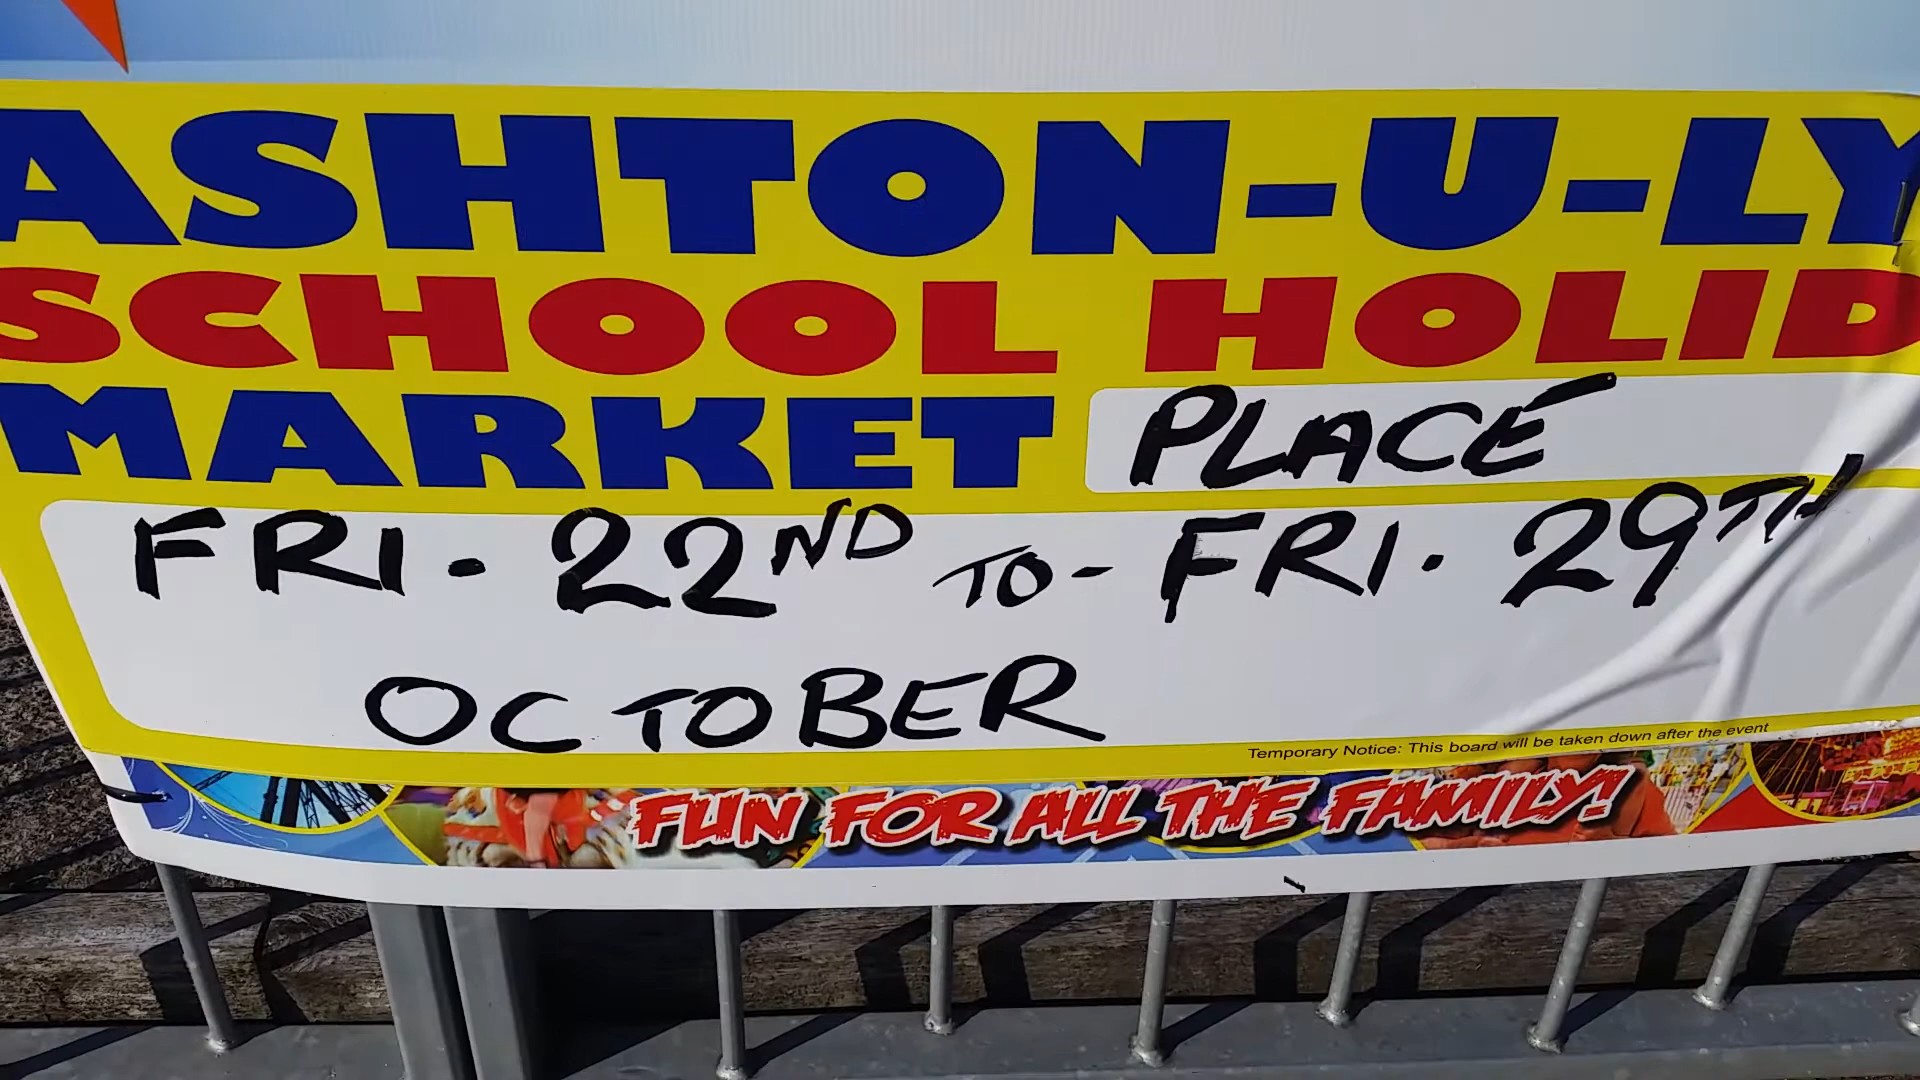 ASHTON-U-LY
SCHOOL HOLID
MARKET PLACE
FRI. 22ND TO - FRI. 29TH
OCTOBER
Temporary Notice: This board will be taken down after the event
FUN FOR ALL THE FAMILY!